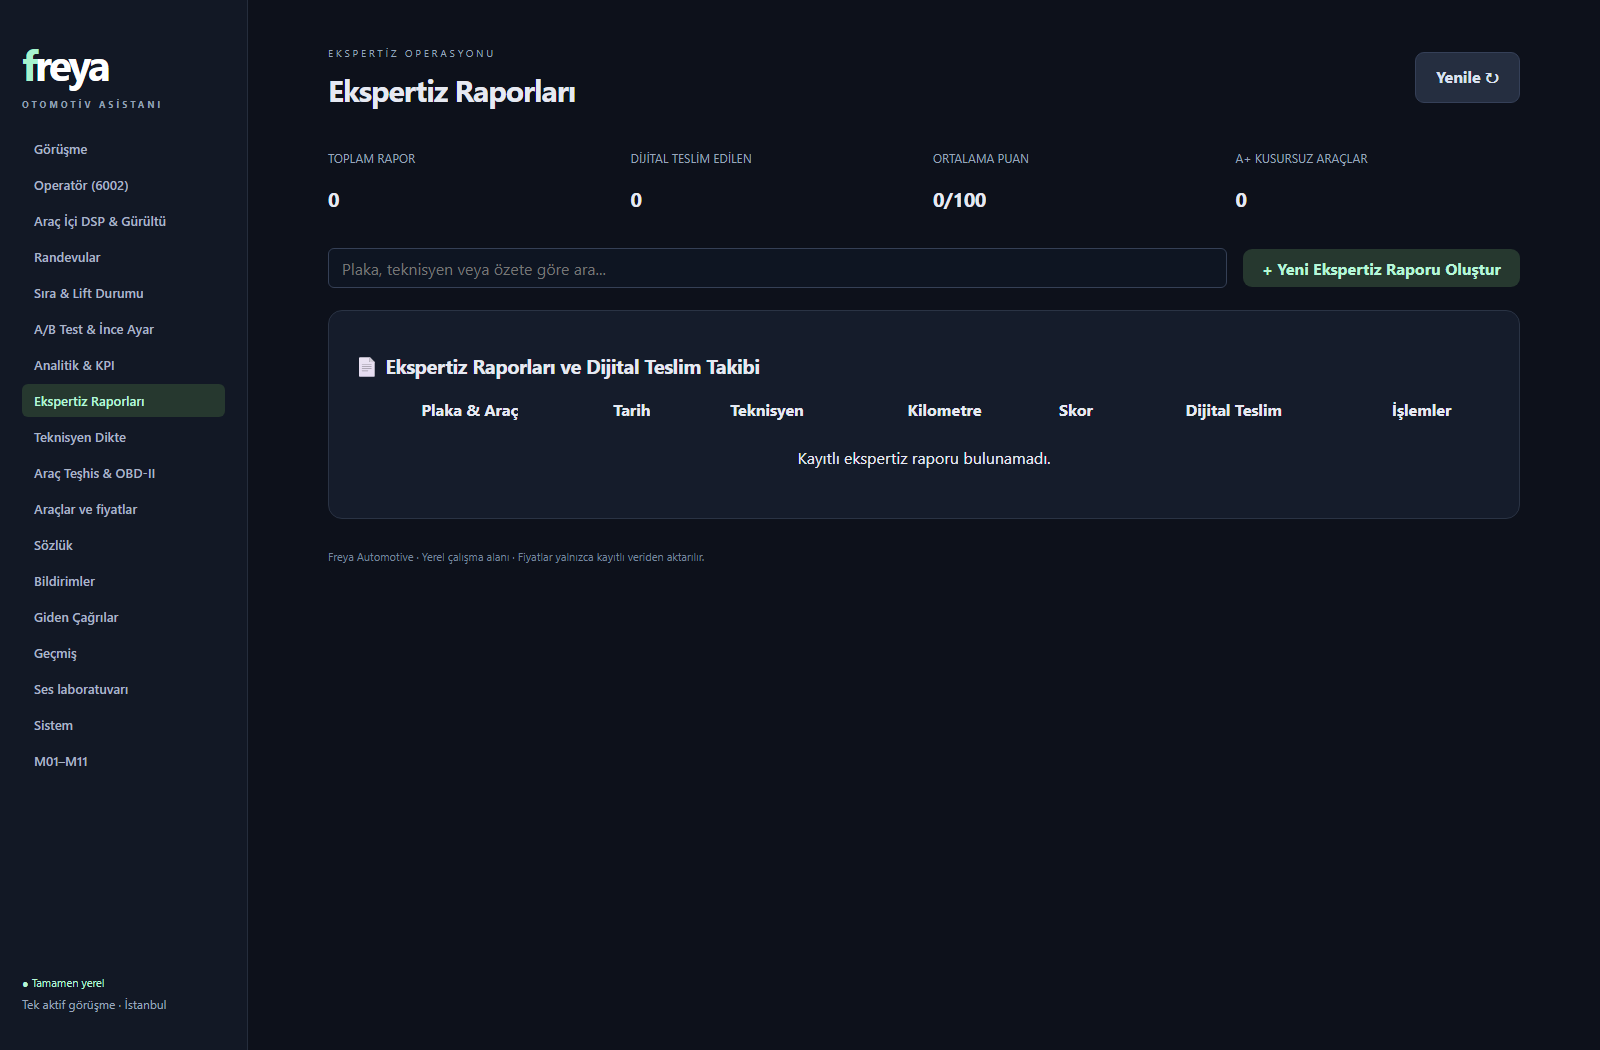 freya
OTOMOTİV ASİSTANI
Görüşme
Operatör (6002)
Araç İçi DSP & Gürültü
Randevular
Sıra & Lift Durumu
A/B Test & İnce Ayar
Analitik & KPI
Ekspertiz Raporları
Teknisyen Dikte
Araç Teşhis & OBD-II
Araçlar ve fiyatlar
Sözlük
Bildirimler
Giden Çağrılar
Geçmiş
Ses laboratuvarı
Sistem
M01–M11
● Tamamen yerel
Tek aktif görüşme · İstanbul
EKSPERTİZ OPERASYONU
Ekspertiz Raporları
Yenile ↻
TOPLAM RAPOR
0
DİJİTAL TESLİM EDİLEN
0
ORTALAMA PUAN
0/100
A+ KUSURSUZ ARAÇLAR
0
Plaka, teknisyen veya özete göre ara...
+ Yeni Ekspertiz Raporu Oluştur
📄 Ekspertiz Raporları ve Dijital Teslim Takibi
Plaka & Araç Tarih Teknisyen Kilometre Skor Dijital Teslim İşlemler
Kayıtlı ekspertiz raporu bulunamadı.
Freya Automotive · Yerel çalışma alanı · Fiyatlar yalnızca kayıtlı veriden aktarılır.